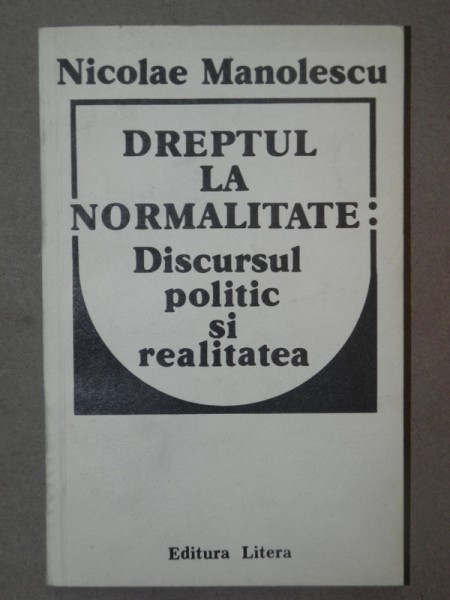 Nicolae Manolescu
DREPTUL
LA
NORMALITATE:
Discursul
politic
si
realitatea
Editura Litera